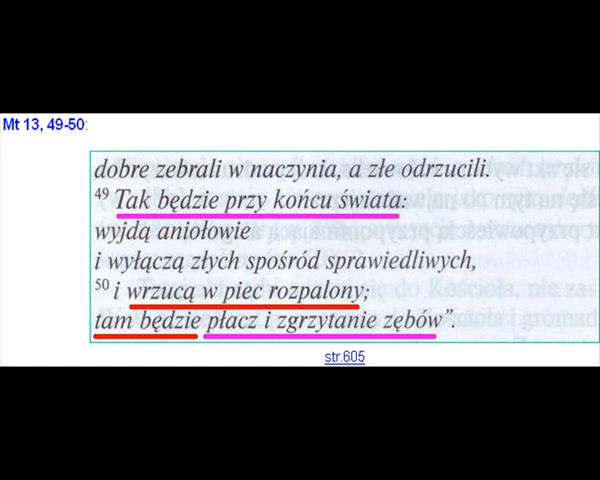 Mt 13, 49-50:
dobre zebrali w naczynia, a złe odrzucili.
49 Tak będzie przy końcu świata:
wyjdą aniołowie
i wyłączą złych spośród sprawiedliwych,
50 i wrzucą w piec rozpalony;
tam będzie płacz i zgrzytanie zębów”.
str.605